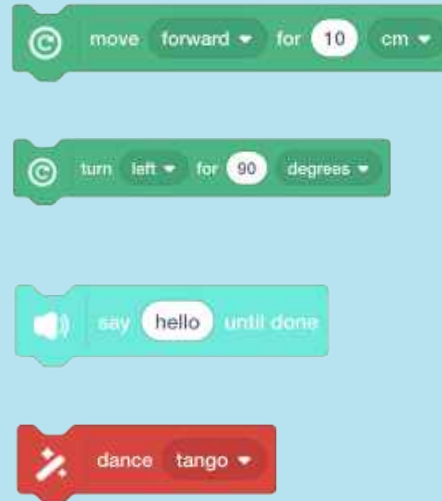 move forward for 10 cm
turn left for 90 degrees
say hello until done
dance tango